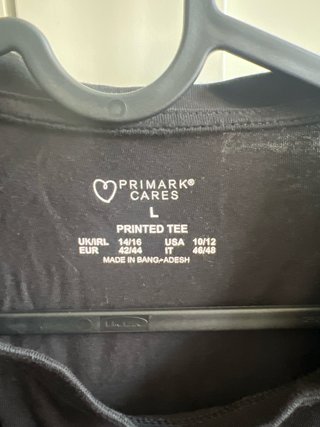 PRIMARK®
CARES
L
PRINTED TEE
UK/IRL 14/16 USA 10/12
EUR 42/44 IT 46/48
MADE IN BANG ADESH